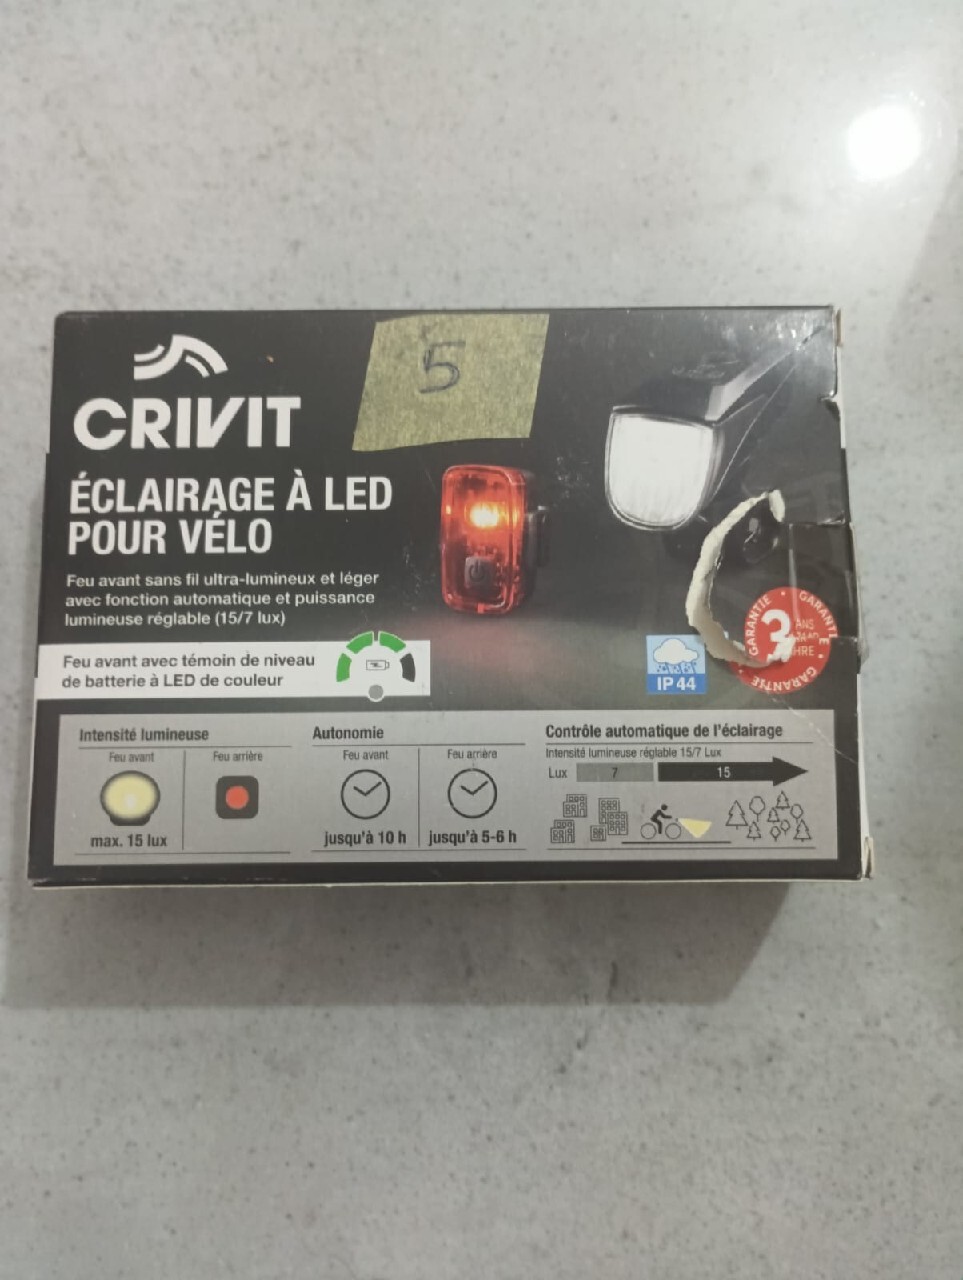 5
CRIVIT
ÉCLAIRAGE À LED
POUR VÉLO
Feu avant sans fil ultra-lumineux et léger
avec fonction automatique et puissance
lumineuse réglable (15/7 lux)
Feu avant avec témoin de niveau
de batterie à LED de couleur
IP 44
GARANTIE • GARANTIE • GARANTIE
3
ANS
Intensité lumineuse
Feu avant
Feu arrière
max. 15 lux
Autonomie
Feu avant
Feu arrière
jusqu'à 10 h
jusqu'à 5-6 h
Contrôle automatique de l'éclairage
Intensité lumineuse réglable 15/7 Lux
Lux 7 15